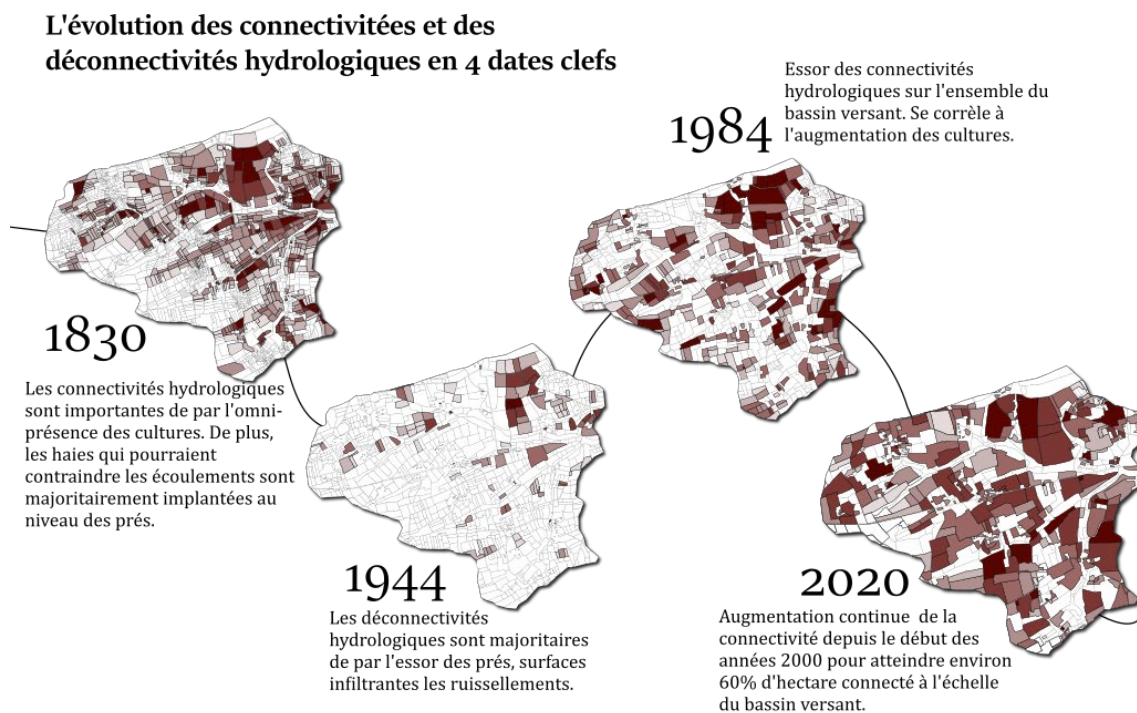 L'évolution des connectivitées et des
déconnectivités hydrologiques en 4 dates clefs
1830
Les connectivités hydrologiques
sont importantes de par l'omni-
présence des cultures. De plus,
les haies qui pourraient
contraindre les écoulements sont
majoritairement implantées au
niveau des prés.
1944
Les déconnectivités
hydrologiques sont majoritaires
de par l'essor des prés, surfaces
infiltrantes les ruissellements.
1984
Essor des connectivités
hydrologiques sur l'ensemble du
bassin versant. Se corrèle à
l'augmentation des cultures.
2020
Augmentation continue de la
connectivité depuis le début des
années 2000 pour atteindre environ
60% d'hectare connecté à l'échelle
du bassin versant.